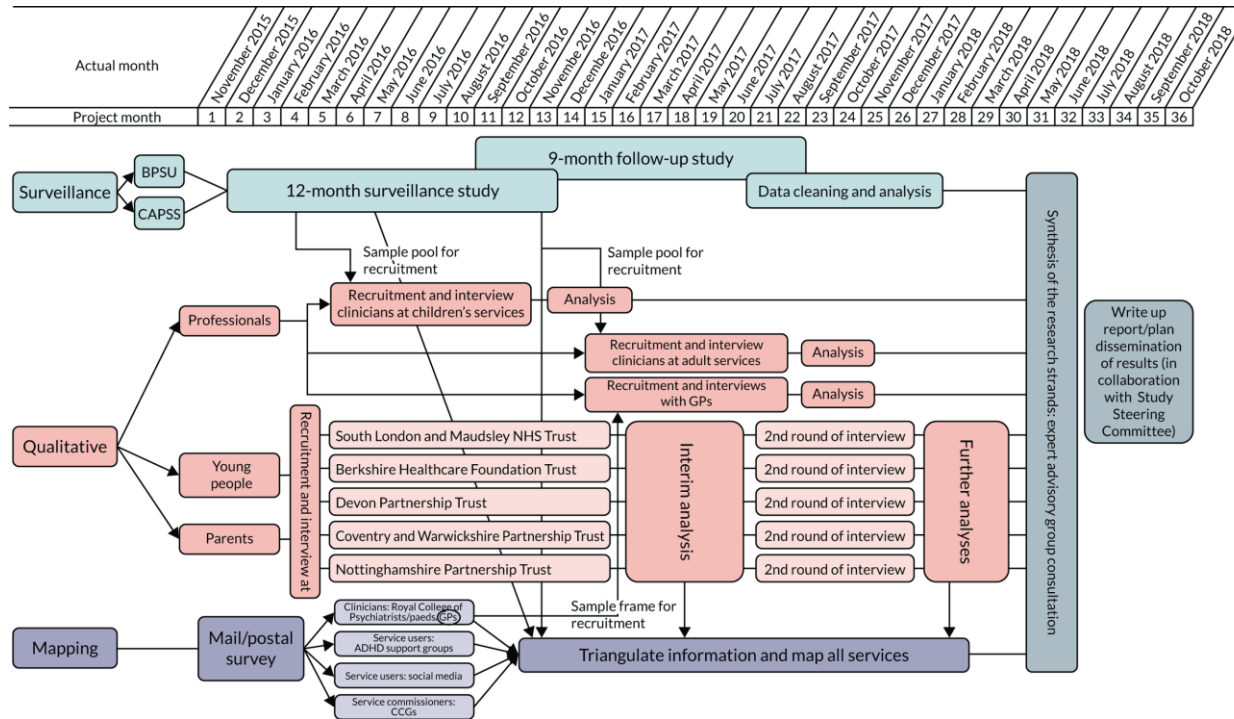 Actual month
November 2015
December 2015
January 2016
February 2016
March 2016
April 2016
May 2016
June 2016
July 2016
August 2016
September 2016
October 2016
Novembe 2016
Decembe 2016
January 2017
February 2017
March 2017
April 2017
May 2017
June 2017
July 2017
August 2017
September 2017
October 2017
November 2017
December 2017
January 2018
February 2018
March 2018
April 2018
May 2018
June 2018
July 2018
August 2018
September 2018
October 2018
Project month 1 2 3 4 5 6 7 8 9 10 11 12 13 14 15 16 17 18 19 20 21 22 23 24 25 26 27 28 29 30 31 32 33 34 35 36
Surveillance
BPSU
CAPSS
9-month follow-up study
12-month surveillance study
Data cleaning and analysis
Sample pool for
recruitment
Sample pool for
recruitment
Qualitative
Professionals
Recruitment and interview
clinicians at children's services
Analysis
Recruitment and interview
clinicians at adult services
Analysis
Recruitment and interviews
with GPs
Analysis
Young
people
Parents
Recruitment and interview at
South London and Maudsley NHS Trust
Berkshire Healthcare Foundation Trust
Devon Partnership Trust
Coventry and Warwickshire Partnership Trust
Nottinghamshire Partnership Trust
Interim analysis
2nd round of interview
2nd round of interview
2nd round of interview
2nd round of interview
2nd round of interview
Further analyses
Mapping
Mail/postal
survey
Clinicians: Royal College of
Psychiatrists/paeds/GPs
Service users:
ADHD support groups
Service users: social media
Service commissioners:
CCGs
Sample frame for
recruitment
Triangulate information and map all services
Synthesis of the research strands: expert advisory group consultation
Write up
report/plan
dissemination
of results (in
collaboration
with Study
Steering
Committee)